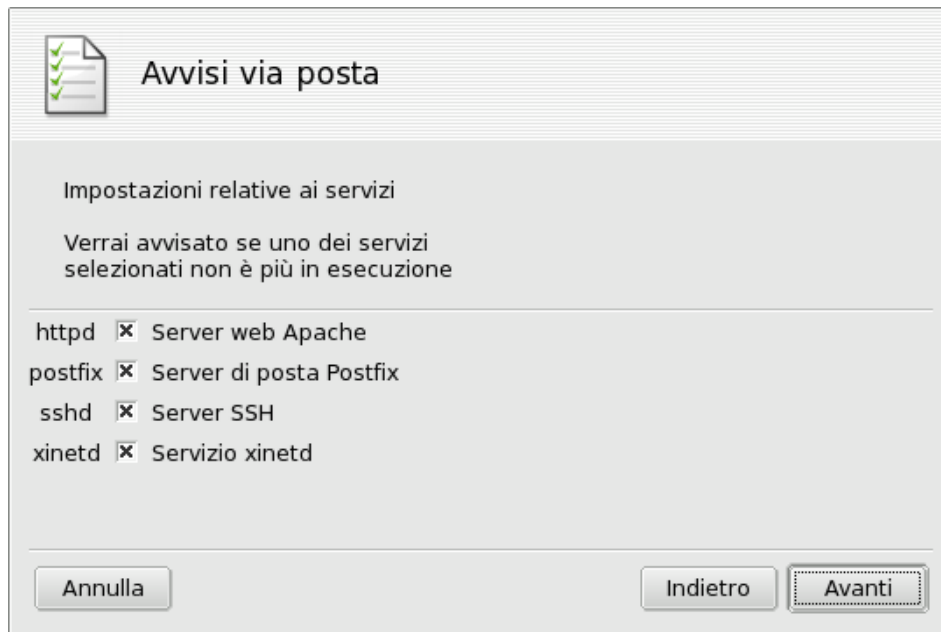 Avvisi via posta
Impostazioni relative ai servizi
Verrai avvisato se uno dei servizi
selezionati non è più in esecuzione
httpd Server web Apache
postfix Server di posta Postfix
sshd Server SSH
xinetd Servizio xinetd
Annulla Indietro Avanti